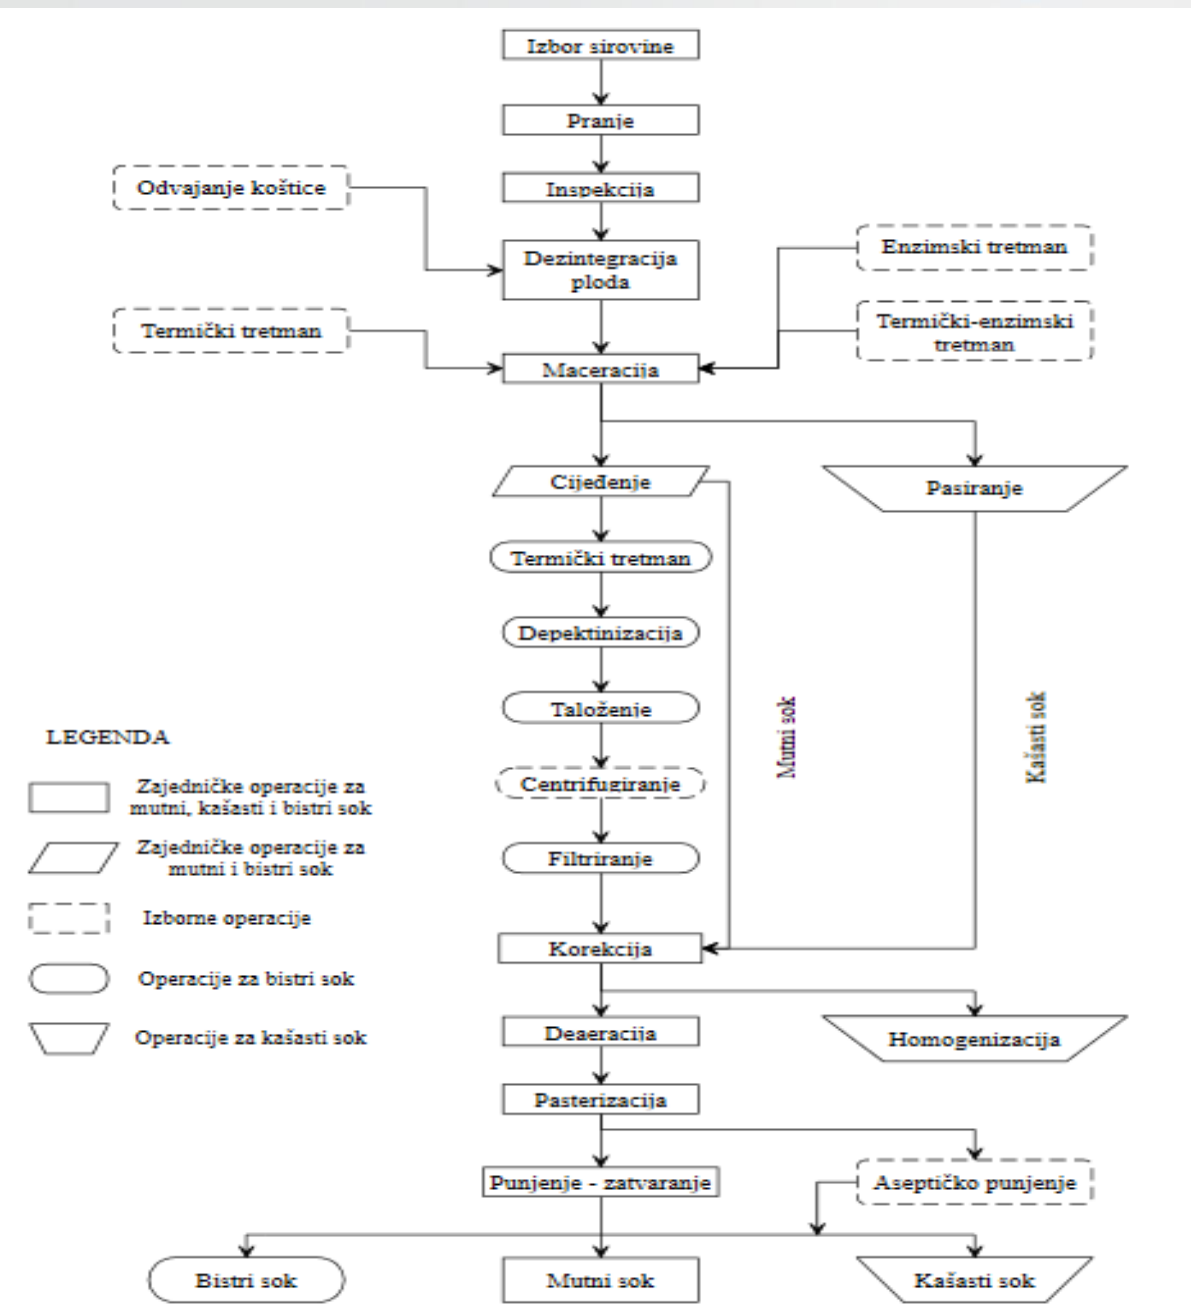 Izbor sirovine
Pranje
Inspekcija
Odvajanje koštice
Dezintegracija
ploda
Enzimski tretman
Termički tretman
Termički-enzimski
tretman
Maceracija
Cijeđenje
Pasiranje
Termički tretman
Depektinizacija
Taloženje
Centrifugiranje
Filtriranje
Mutni sok
Kašasti sok
LEGENDA
Zajedničke operacije za
mutni, kašasti i bistri sok
Zajedničke operacije za
mutni i bistri sok
Izborne operacije
Operacije za bistri sok
Operacije za kašasti sok
Korekcija
Deaeracija
Homogenizacija
Pasterizacija
Punjenje - zatvaranje
Aseptičko punjenje
Bistri sok
Mutni sok
Kašasti sok